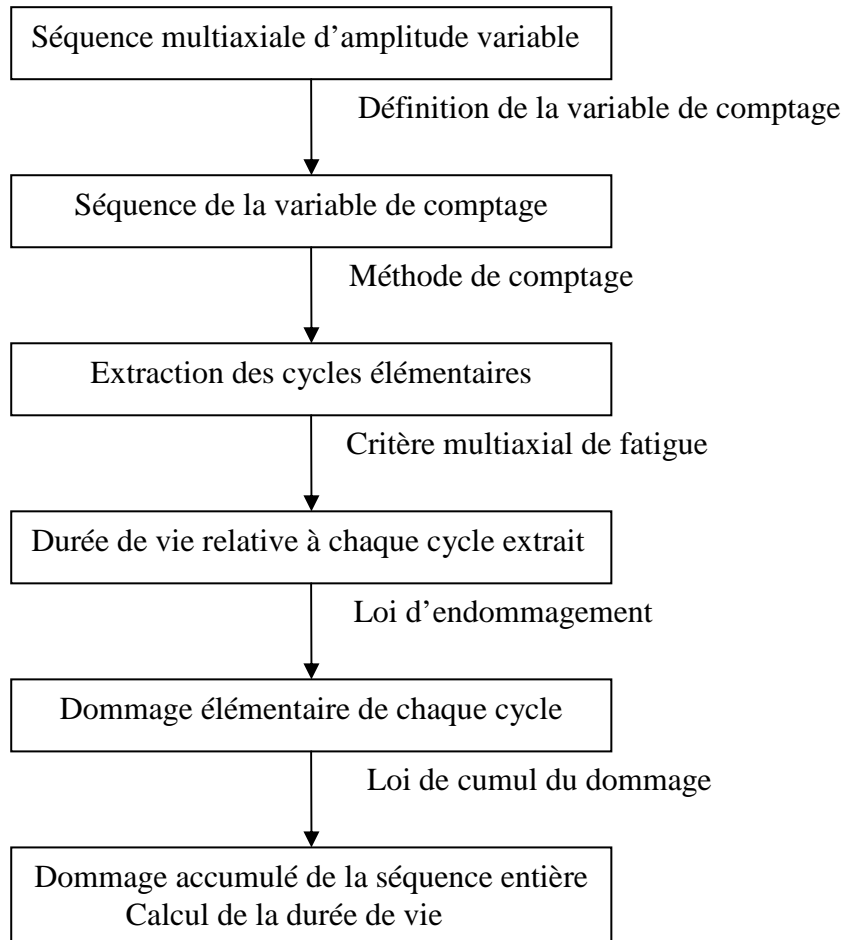 Séquence multiaxiale d’amplitude variable
Définition de la variable de comptage
Séquence de la variable de comptage
Méthode de comptage
Extraction des cycles élémentaires
Critère multiaxial de fatigue
Durée de vie relative à chaque cycle extrait
Loi d’endommagement
Dommage élémentaire de chaque cycle
Loi de cumul du dommage
Dommage accumulé de la séquence entière
Calcul de la durée de vie